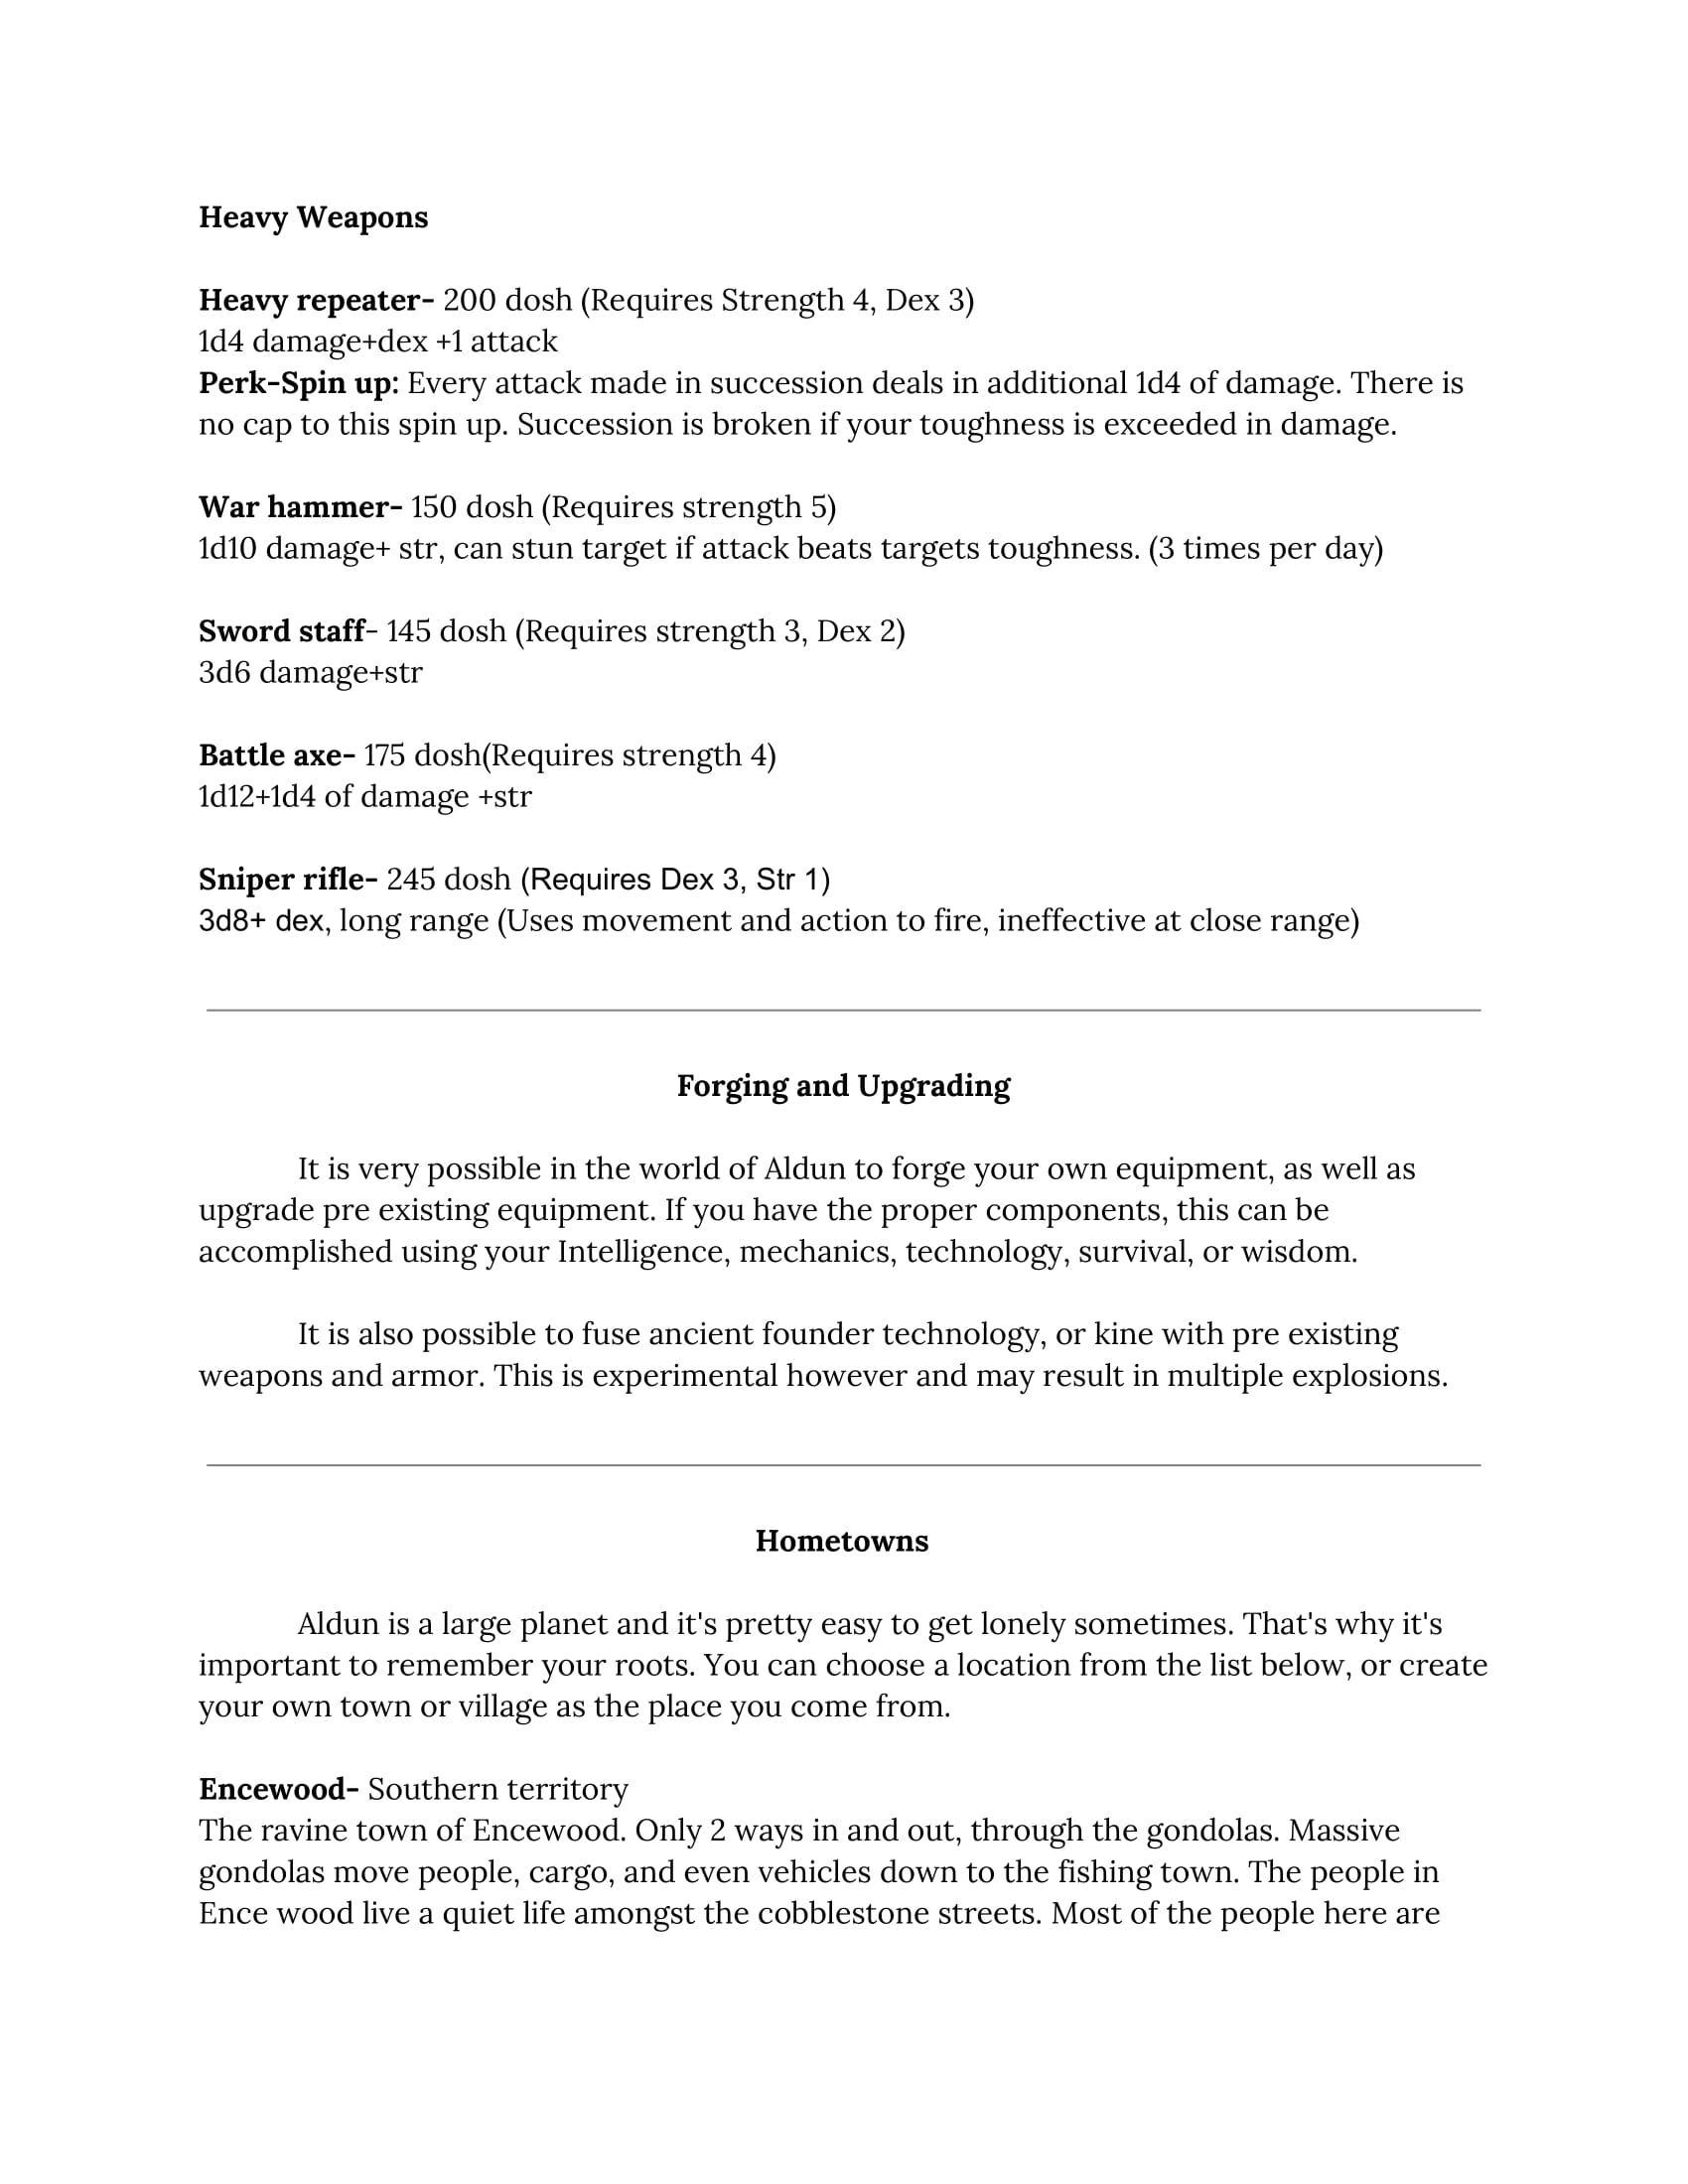 Heavy Weapons
Heavy repeater- 200 dosh (Requires Strength 4, Dex 3)
1d4 damage+dex +1 attack
Perk-Spin up: Every attack made in succession deals in additional 1d4 of damage. There is
no cap to this spin up. Succession is broken if your toughness is exceeded in damage.
War hammer- 150 dosh (Requires strength 5)
1d10 damage+ str, can stun target if attack beats targets toughness. (3 times per day)
Sword staff- 145 dosh (Requires strength 3, Dex 2)
3d6 damage+str
Battle axe- 175 dosh(Requires strength 4)
1d12+1d4 of damage +str
Sniper rifle- 245 dosh (Requires Dex 3, Str 1)
3d8+ dex, long range (Uses movement and action to fire, ineffective at close range)
Forging and Upgrading
It is very possible in the world of Aldun to forge your own equipment, as well as
upgrade pre existing equipment. If you have the proper components, this can be
accomplished using your Intelligence, mechanics, technology, survival, or wisdom.
It is also possible to fuse ancient founder technology, or kine with pre existing
weapons and armor. This is experimental however and may result in multiple explosions.
Hometowns
Aldun is a large planet and it's pretty easy to get lonely sometimes. That's why it's
important to remember your roots. You can choose a location from the list below, or create
your own town or village as the place you come from.
Encewood- Southern territory
The ravine town of Encewood. Only 2 ways in and out, through the gondolas. Massive
gondolas move people, cargo, and even vehicles down to the fishing town. The people in
Ence wood live a quiet life amongst the cobblestone streets. Most of the people here are